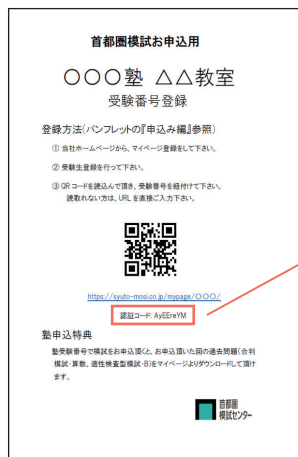 首都圏模試お申込用
〇〇〇塾 △△教室
受験番号登録
登録方法(パンフレットの『申込み編』参照)
① 当社ホームページから、マイページ登録をして下さい。
② 受験生登録を行って下さい。
③ QRコードを読込んで頂き、受験番号を紐付けて下さい。
読取れない方は、URLを直接ご入力下さい。
https://syuto-mosi.co.jp/mypage/〇〇〇/
認証コード: AyEEreYM
塾申込特典
塾受験番号で模試をお申込頂くと、お申込頂いた回の過去問題(合判
模試・算数、適性検査型模試・B)をマイページよりダウンロードして頂け
ます。
首都圏
模試センター